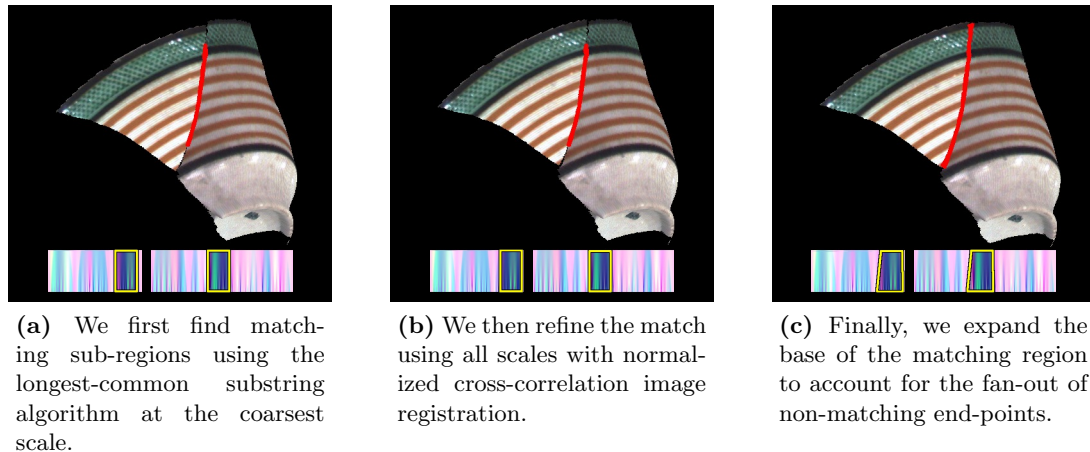 (a) We first find match-
ing sub-regions using the
longest-common substring
algorithm at the coarsest
scale.
(b) We then refine the match
using all scales with normal-
ized cross-correlation image
registration.
(c) Finally, we expand the
base of the matching region
to account for the fan-out of
non-matching end-points.